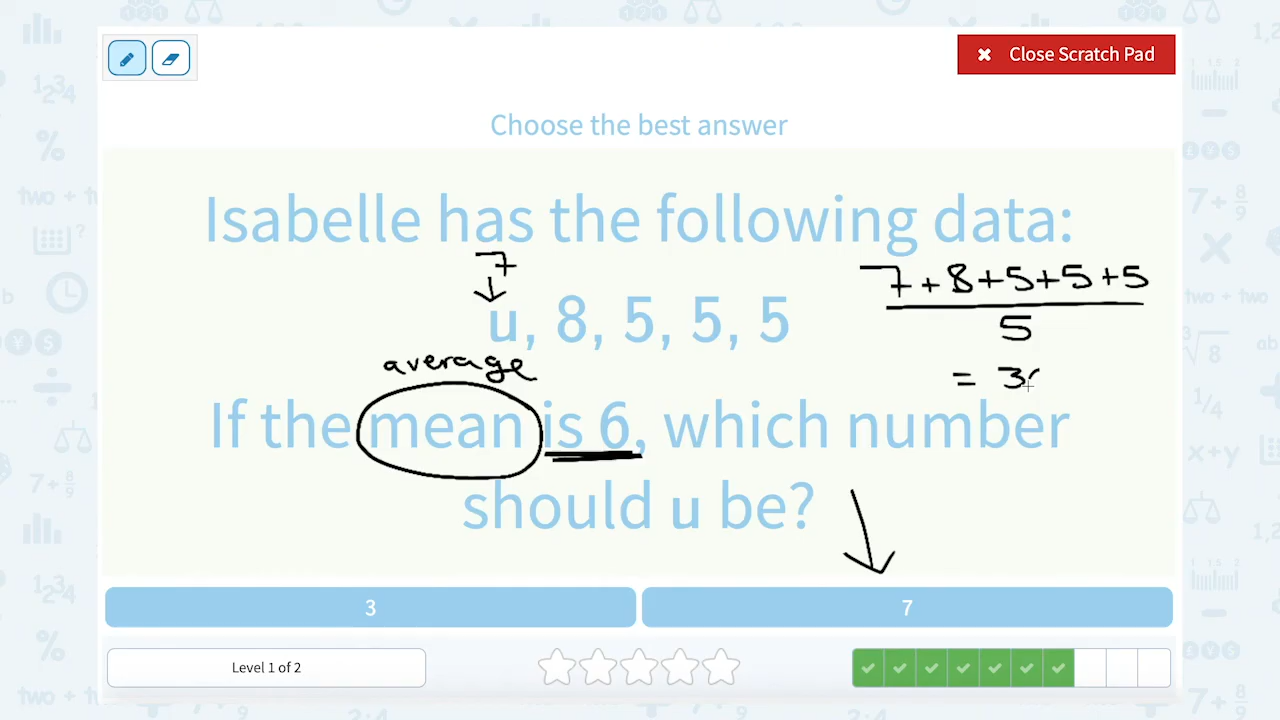 Close Scratch Pad
Choose the best answer
Isabelle has the following data:
7
7+8+5+5+5
u, 8, 5, 5, 5
5
average
= 30
If the mean is 6, which number
should u be?
3
7
Level 1 of 2